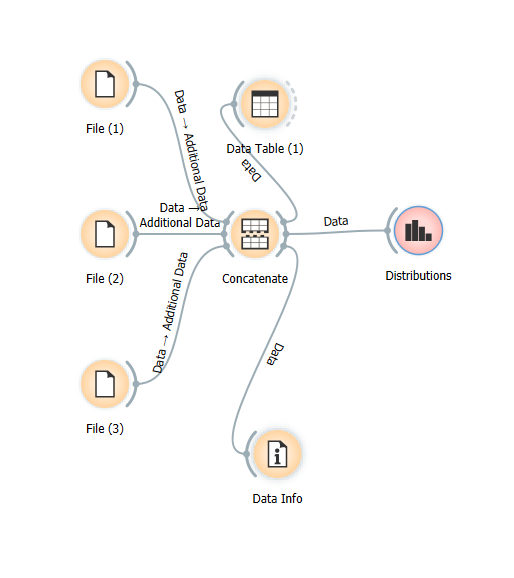 File (1)
Data → Additional Data
Data Table (1)
Data
Data →
Additional Data
File (2)
Concatenate
Data
Distributions
Data → Additional Data
File (3)
Data
Data Info